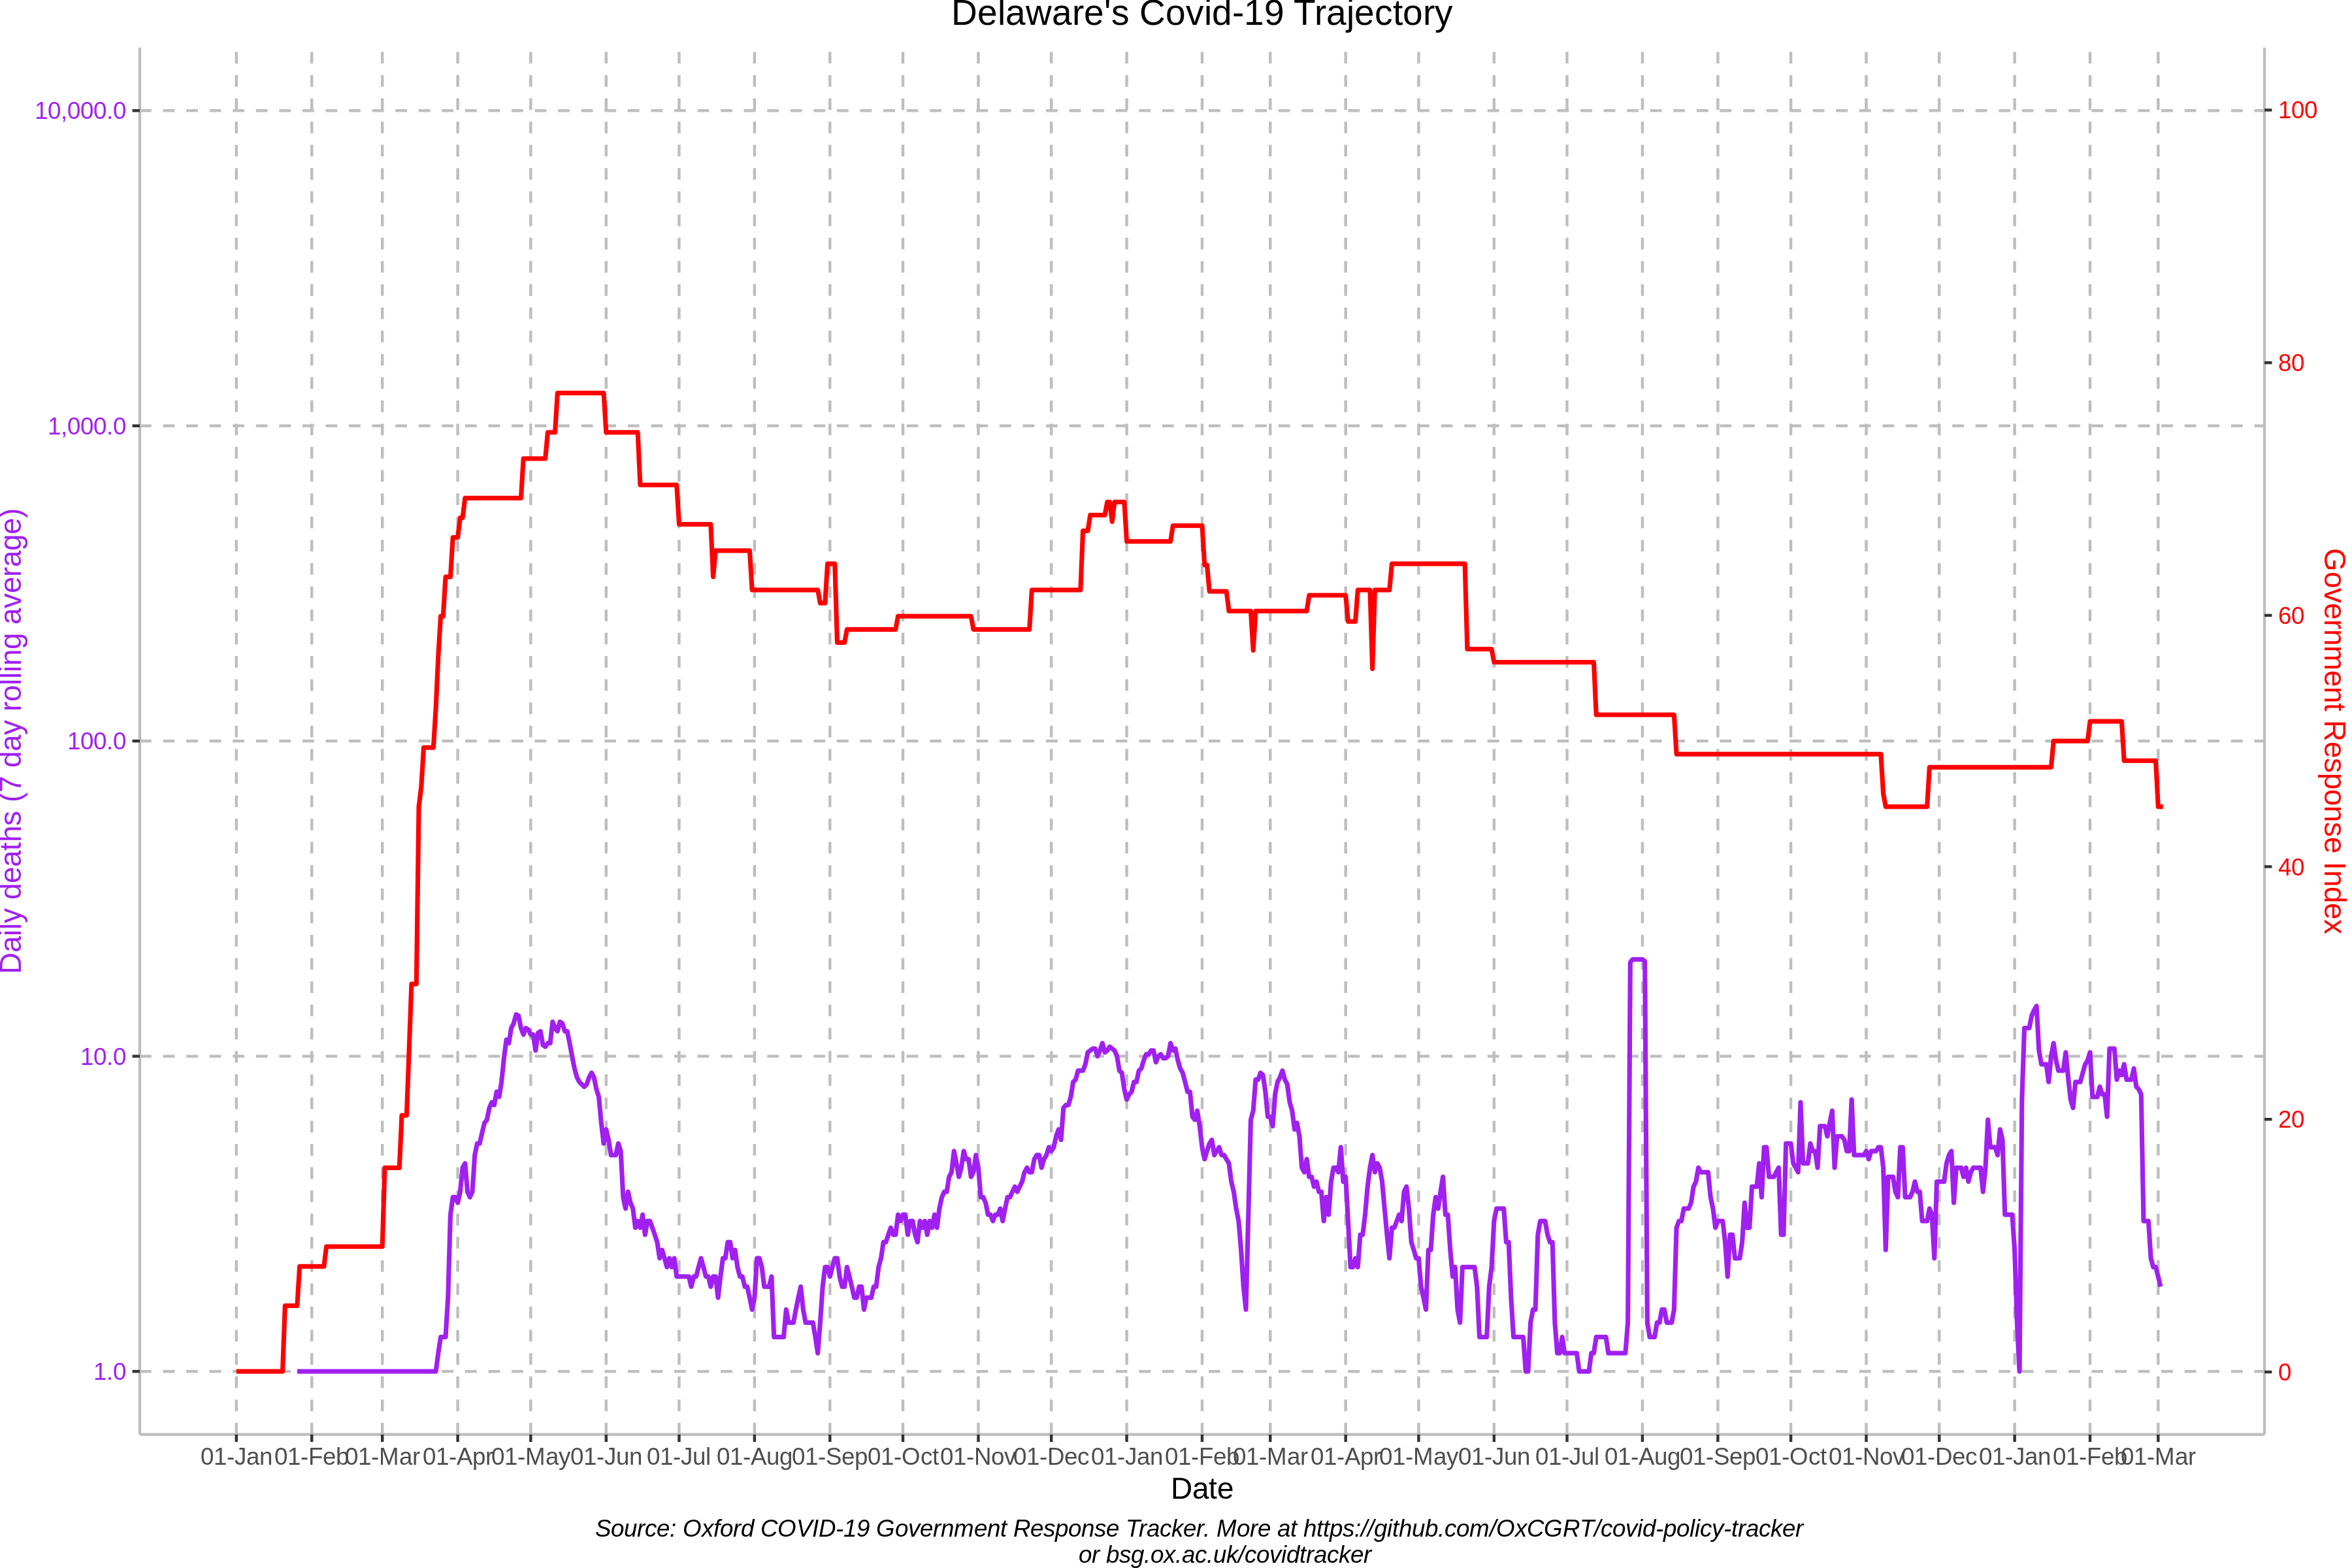 Delaware's Covid-19 Trajectory
10,000.0
1,000.0
100.0
10.0
1.0
Daily deaths (7 day rolling average)
100
80
60
40
20
0
Government Response Index
01-Jan 01-Feb 01-Mar 01-Apr 01-May 01-Jun 01-Jul 01-Aug 01-Sep 01-Oct 01-Nov 01-Dec 01-Jan 01-Feb 01-Mar 01-Apr 01-May 01-Jun 01-Jul 01-Aug 01-Sep 01-Oct 01-Nov 01-Dec 01-Jan 01-Feb 01-Mar
Date
Source: Oxford COVID-19 Government Response Tracker. More at https://github.com/OxCGRT/covid-policy-tracker
or bsg.ox.ac.uk/covidtracker